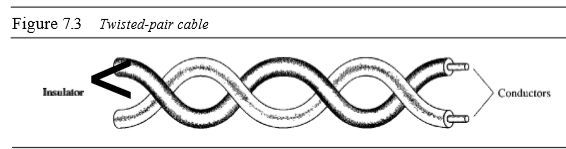 Figure 7.3 Twisted-pair cable
Insulator
Conductors